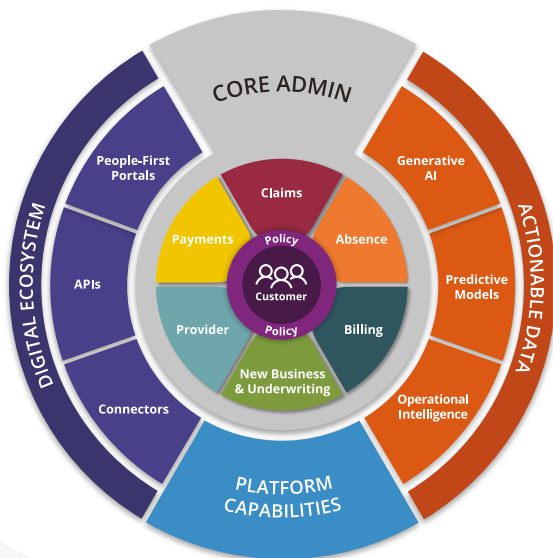 CORE ADMIN
DIGITAL ECOSYSTEM
People-First
Portals
APIs
Connectors
Claims
Payments
Absence
Policy
Customer
Policy
Provider
Billing
New Business
& Underwriting
Generative
AI
Predictive
Models
Operational
Intelligence
ACTIONABLE DATA
PLATFORM
CAPABILITIES